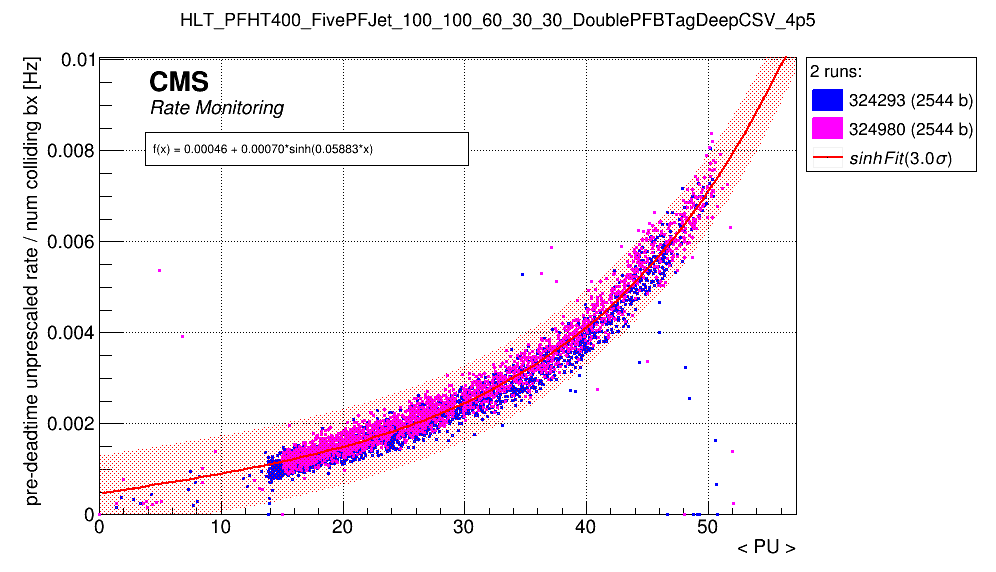 HLT_PFHT400_FivePFJet_100_100_60_30_30_DoublePFBTagDeepCSV_4p5
pre-deadtime unprescaled rate / num colliding bx [Hz]
0.01
0.008
0.006
0.004
0.002
0
CMS
Rate Monitoring
f(x) = 0.00046 + 0.00070*sinh(0.05883*x)
2 runs:
324293 (2544 b)
324980 (2544 b)
sinhFit(3.0σ)
0 10 20 30 40 50
< PU >